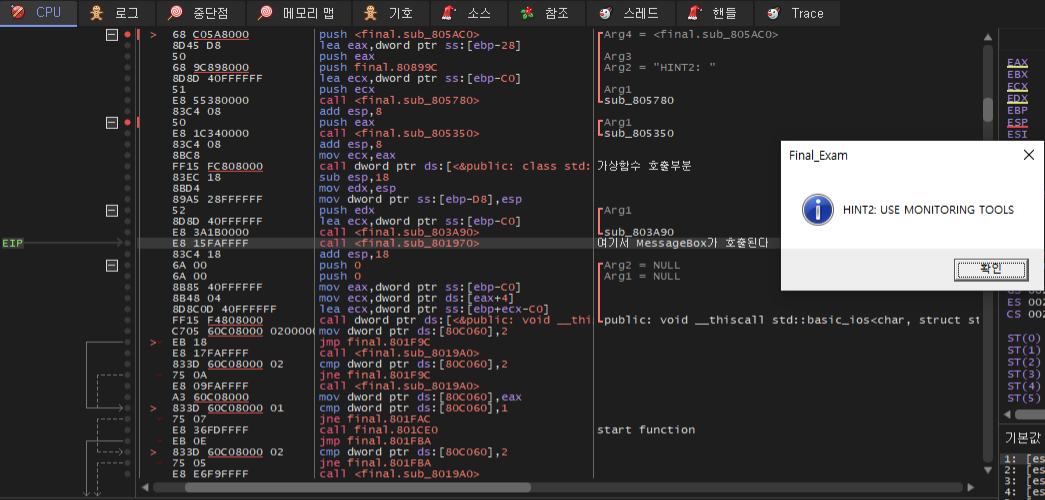 CPU 로그 중단점 메모리 맵 기호 소스 참조 스레드 핸들 Trace
> 68 C05A8000 push <final.sub_805AC0> Arg4 = <final.sub_805AC0>
8D45 D8 lea eax,dword ptr ss:[ebp-28]
50 push eax Arg3
68 9C898000 push final.80899C Arg2 = "HINT2: "
8D8D 40FFFFFF lea ecx,dword ptr ss:[ebp-C0]
51 push ecx Arg1
E8 55380000 call <final.sub_805780> sub_805780
83C4 08 add esp,8
50 push eax Arg1
E8 1C340000 call <final.sub_805350> sub_805350
83C4 08 add esp,8
8BC8 mov ecx,eax
FF15 FC808000 call dword ptr ds:[<&public: class std: 가상함수 호출부분
83EC 18 sub esp,18
8BD4 mov edx,esp
89A5 28FFFFFF mov dword ptr ss:[ebp-D8],esp
52 push edx Arg1
8D8D 40FFFFFF lea ecx,dword ptr ss:[ebp-C0]
E8 3A1B0000 call <final.sub_803A90> sub_803A90
EIP E8 15FAFFFF call <final.sub_801970> 여기서 MessageBox가 호출된다
83C4 18 add esp,18
6A 00 push 0 Arg2 = NULL
6A 00 push 0 Arg1 = NULL
8B85 40FFFFFF mov eax,dword ptr ss:[ebp-C0]
8B48 04 mov ecx,dword ptr ds:[eax+4]
8D8C0D 40FFFFFF lea ecx,dword ptr ss:[ebp+ecx-C0]
FF15 F4808000 call dword ptr ds:[<&public: void __thi public: void __thiscall std::basic_ios<char, struct st
C705 60C08000 0200000 mov dword ptr ds:[80C060],2
> EB 18 jmp final.801F9C
E8 17FAFFFF call <final.sub_8019A0>
833D 60C08000 02 cmp dword ptr ds:[80C060],2
75 0A jne final.801F9C
E8 09FAFFFF call <final.sub_8019A0>
A3 60C08000 mov dword ptr ds:[80C060],eax
> 833D 60C08000 01 cmp dword ptr ds:[80C060],1
75 07 jne final.801FAC
E8 36FDFFFF call final.801CE0 start function
EB 0E jmp final.801FBA
> 833D 60C08000 02 cmp dword ptr ds:[80C060],2
75 05 jne final.801FBA
E8 E6F9FFFF call <final.sub_8019A0>
EAX
EBX
ECX
EDX
EBP
ESP
ESI
Final_Exam
HINT2: USE MONITORING TOOLS
확인
ES 002
CS 002
ST(0)
ST(1)
ST(2)
ST(3)
ST(4)
ST(5)
기본값
1: [es
2: [es
3: [es
4: [es